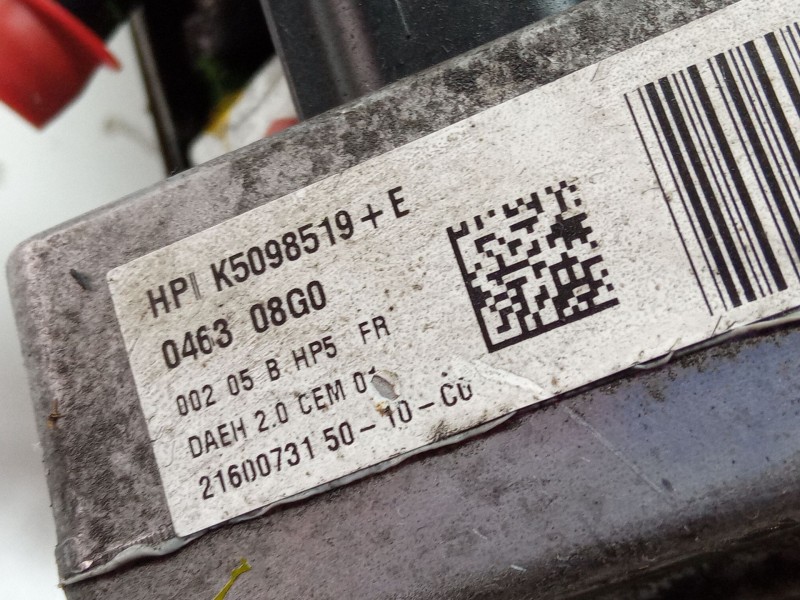 HPI K5098519+E
0463 08G0
002 05 B HP5 FR
DAEH 2.0 CEM
21600731 50-10-C0